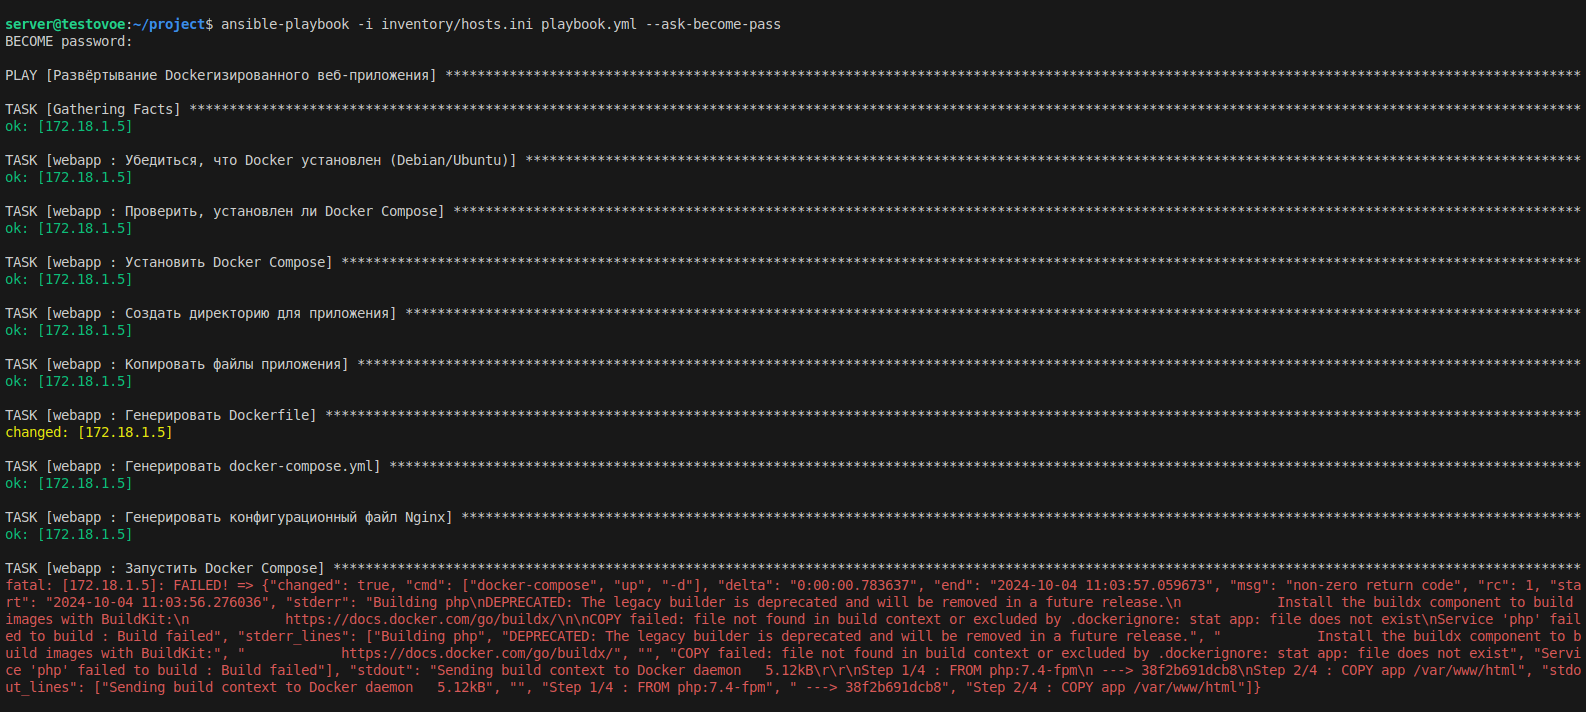 server@testovoe:~/project$ ansible-playbook -i inventory/hosts.ini playbook.yml --ask-become-pass
BECOME password:
PLAY [Развёртывание Dockerизированного веб-приложения] **********************************************************************************************************************************************
TASK [Gathering Facts] ******************************************************************************************************************************************************************************
ok: [172.18.1.5]
TASK [webapp : Убедиться, что Docker установлен (Debian/Ubuntu)] ************************************************************************************************************************************
ok: [172.18.1.5]
TASK [webapp : Проверить, установлен ли Docker Compose] *********************************************************************************************************************************************
ok: [172.18.1.5]
TASK [webapp : Установить Docker Compose] ***********************************************************************************************************************************************************
ok: [172.18.1.5]
TASK [webapp : Создать директорию для приложения] ***************************************************************************************************************************************************
ok: [172.18.1.5]
TASK [webapp : Копировать файлы приложения] *********************************************************************************************************************************************************
ok: [172.18.1.5]
TASK [webapp : Генерировать Dockerfile] *************************************************************************************************************************************************************
changed: [172.18.1.5]
TASK [webapp : Генерировать docker-compose.yml] *****************************************************************************************************************************************************
ok: [172.18.1.5]
TASK [webapp : Генерировать конфигурационный файл Nginx] ********************************************************************************************************************************************
ok: [172.18.1.5]
TASK [webapp : Запустить Docker Compose] ************************************************************************************************************************************************************
fatal: [172.18.1.5]: FAILED! => {"changed": true, "cmd": ["docker-compose", "up", "-d"], "delta": "0:00:00.783637", "end": "2024-10-04 11:03:57.059673", "msg": "non-zero return code", "rc": 1, "sta
rt": "2024-10-04 11:03:56.276036", "stderr": "Building php\nDEPRECATED: The legacy builder is deprecated and will be removed in a future release.\n            Install the buildx component to build
images with BuildKit:\n            https://docs.docker.com/go/buildx/\n\nCOPY failed: file not found in build context or excluded by .dockerignore: stat app: file does not exist\nService 'php' fail
ed to build : Build failed", "stderr_lines": ["Building php", "DEPRECATED: The legacy builder is deprecated and will be removed in a future release.", "            Install the buildx component to b
uild images with BuildKit:", "            https://docs.docker.com/go/buildx/", "", "COPY failed: file not found in build context or excluded by .dockerignore: stat app: file does not exist", "Servi
ce 'php' failed to build : Build failed"], "stdout": "Sending build context to Docker daemon   5.12kB\r\r\nStep 1/4 : FROM php:7.4-fpm\n ---> 38f2b691dcb8\nStep 2/4 : COPY app /var/www/html", "stdo
ut_lines": ["Sending build context to Docker daemon   5.12kB", "", "Step 1/4 : FROM php:7.4-fpm", " ---> 38f2b691dcb8", "Step 2/4 : COPY app /var/www/html"]}